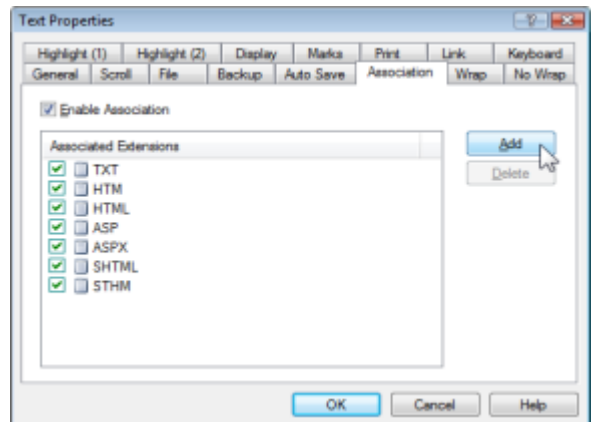 Text Properties
Highlight (1) Highlight (2) Display Marks Print Link Keyboard
General Scroll File Backup Auto Save Association Wrap No Wrap
Enable Association
Associated Extensions
Add
TXT
Delete
HTM
HTML
ASP
ASPX
SHTML
STHM
OK Cancel Help